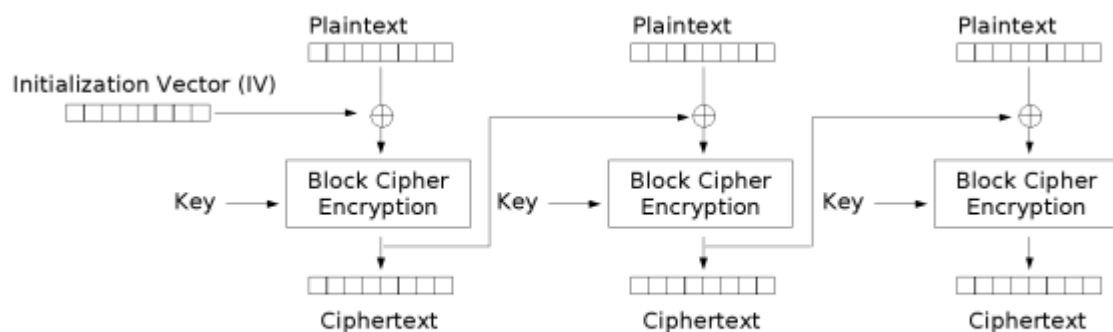 Plaintext
Plaintext
Plaintext
Initialization Vector (IV)
Key
Block Cipher
Encryption
Key
Block Cipher
Encryption
Key
Block Cipher
Encryption
Ciphertext
Ciphertext
Ciphertext